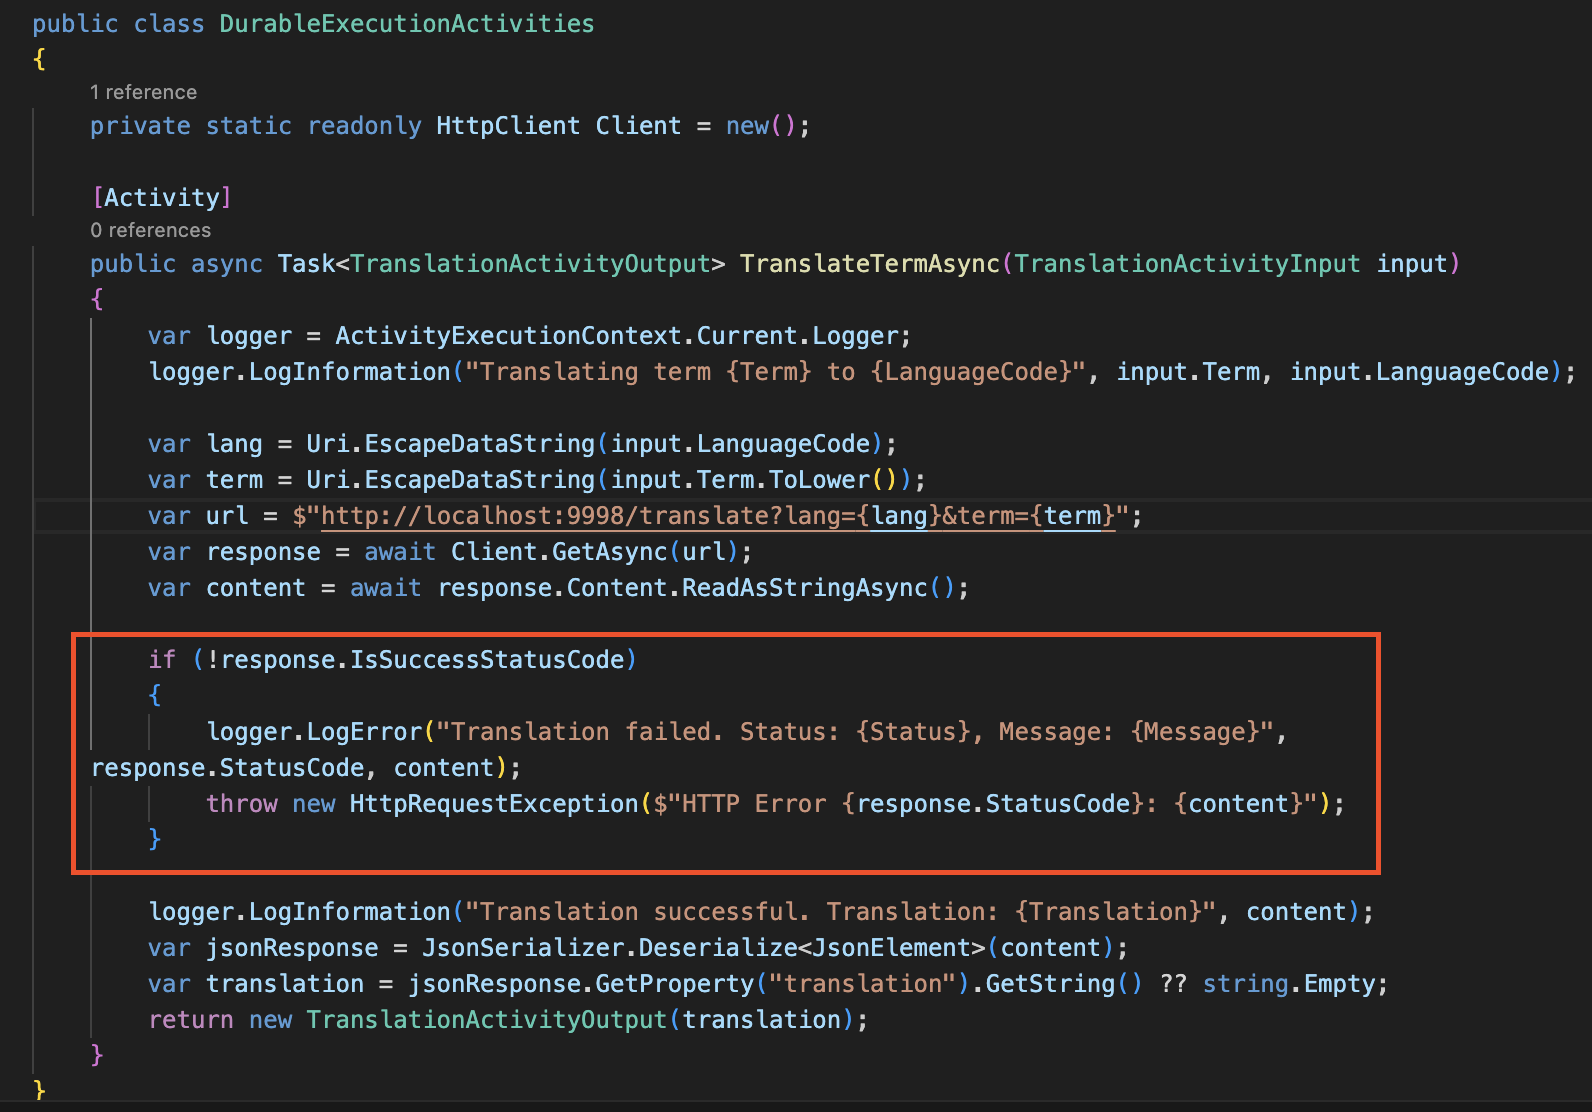 public class DurableExecutionActivities
{
1 reference
private static readonly HttpClient Client = new();
[Activity]
0 references
public async Task<TranslationActivityOutput> TranslateTermAsync(TranslationActivityInput input)
{
var logger = ActivityExecutionContext.Current.Logger;
logger.LogInformation("Translating term {Term} to {LanguageCode}", input.Term, input.LanguageCode);
var lang = Uri.EscapeDataString(input.LanguageCode);
var term = Uri.EscapeDataString(input.Term.ToLower());
var url = $"http://localhost:9998/translate?lang={lang}&term={term}";
var response = await Client.GetAsync(url);
var content = await response.Content.ReadAsStringAsync();
if (!response.IsSuccessStatusCode)
{
logger.LogError("Translation failed. Status: {Status}, Message: {Message}",
response.StatusCode, content);
throw new HttpRequestException($"HTTP Error {response.StatusCode}: {content}");
}
logger.LogInformation("Translation successful. Translation: {Translation}", content);
var jsonResponse = JsonSerializer.Deserialize<JsonElement>(content);
var translation = jsonResponse.GetProperty("translation").GetString() ?? string.Empty;
return new TranslationActivityOutput(translation);
}
}